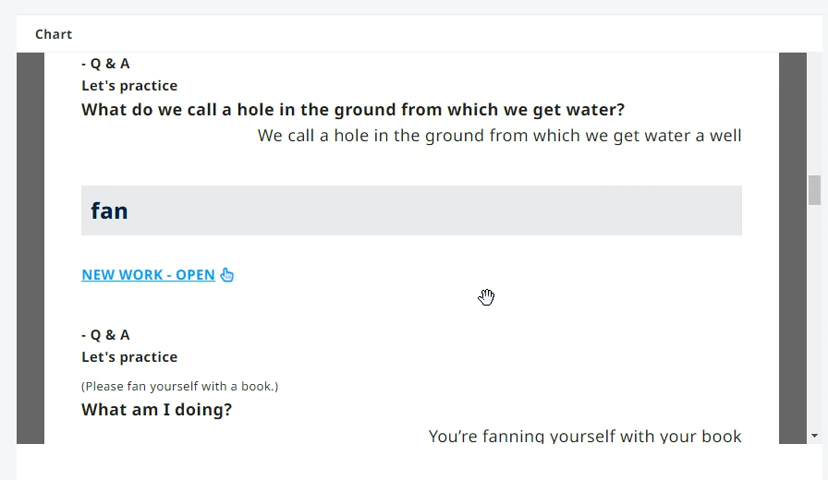 Chart
- Q & A
Let's practice
What do we call a hole in the ground from which we get water?
We call a hole in the ground from which we get water a well
fan
NEW WORK - OPEN
- Q & A
Let's practice
(Please fan yourself with a book.)
What am I doing?
You’re fanning yourself with your book